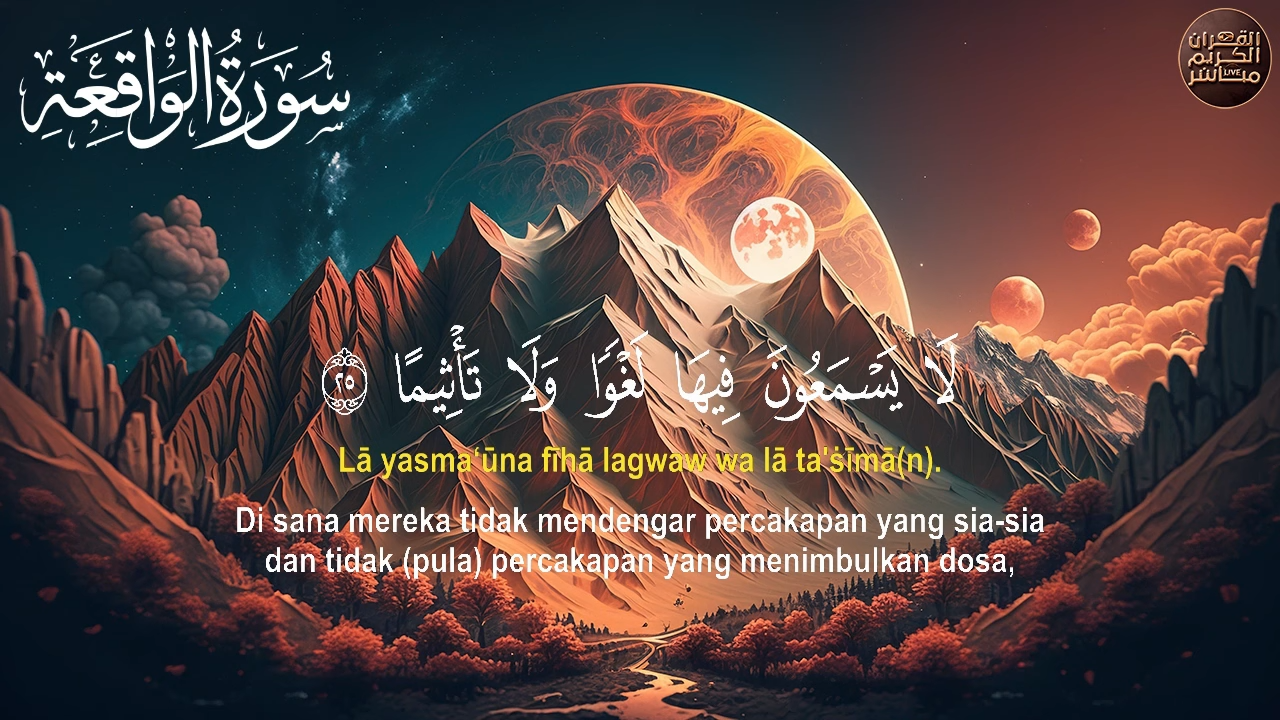 سُورَةُ الْوَاقِعَةِ
القرآن
الكريم
LIVE
مباشر
لَا يَسْمَعُونَ فِيهَا لَغْوًا وَلَا تَأْثِيمًا ٢٥
Lā yasma‘ūna fīhā lagwaw wa lā ta'ṡīmā(n).
Di sana mereka tidak mendengar percakapan yang sia-sia
dan tidak (pula) percakapan yang menimbulkan dosa,